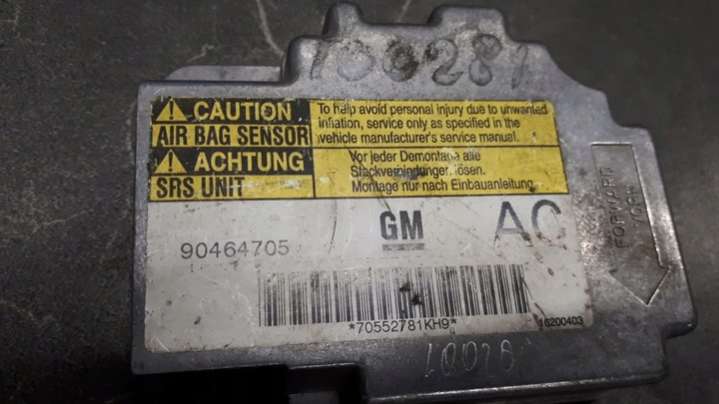 100281
CAUTION
AIR BAG SENSOR
To help avoid personal injury due to unwanted
inflation, service only as specified in the
vehicle manufacturer's service manual.
ACHTUNG
SRS UNIT
Vor jeder Demontage alle
Steckverbindungen lösen.
Montage nur nach Einbauanleitung
GM
AC
90464705
*70552781KH9*
16200403
FORWARD